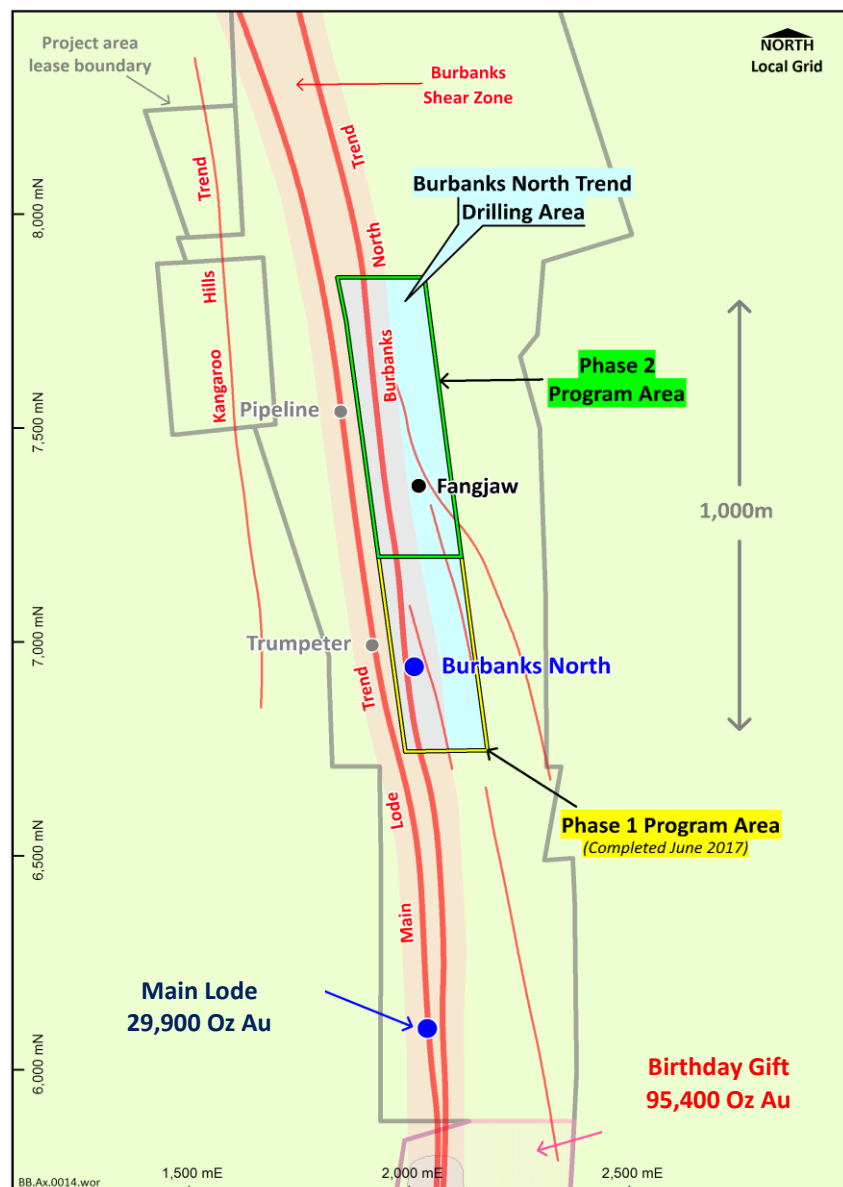 Project area
lease boundary
NORTH
Local Grid
Burbanks
Shear Zone
Trend
North
Burbanks
Trend
Hills
Kangaroo
8,000 mN
Burbanks North Trend
Drilling Area
Phase 2
Program Area
7,500 mN
Pipeline
Fangjaw
1,000m
7,000 mN
Trumpeter
Burbanks North
Trend
Lode
Main
Phase 1 Program Area
(Completed June 2017)
6,500 mN
Main Lode
29,900 Oz Au
6,000 mN
Birthday Gift
95,400 Oz Au
1,500 mE
2,000 mE
2,500 mE
BB.Ax.0014.wor